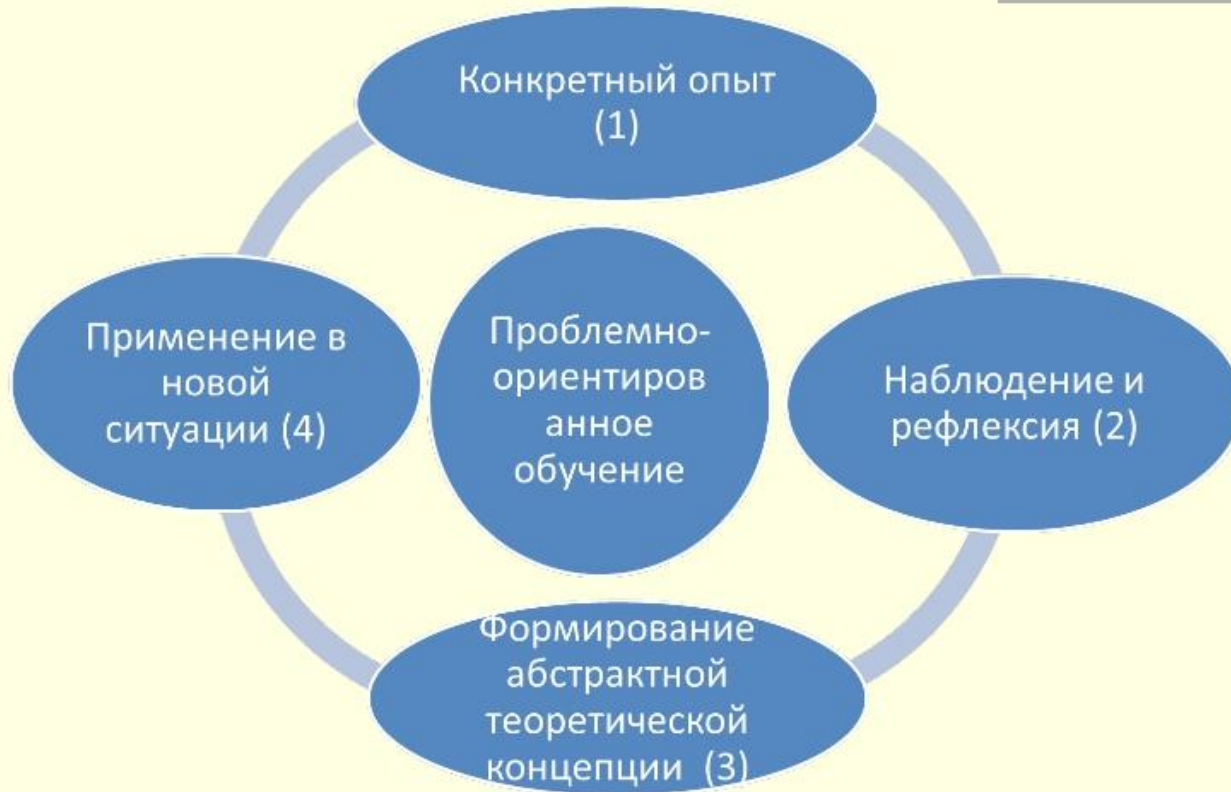 Конкретный опыт
(1)
Применение в
новой
ситуации (4)
Проблемно-
ориентиров
анное
обучение
Наблюдение и
рефлексия (2)
Формирование
абстрактной
теоретической
концепции (3)